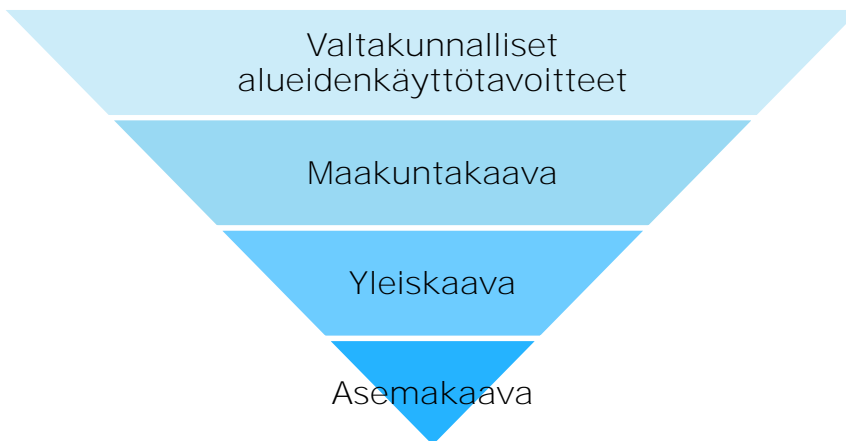 Valtakunnalliset
alueidenkäyttötavoitteet
Maakuntakaava
Yleiskaava
Asemakaava